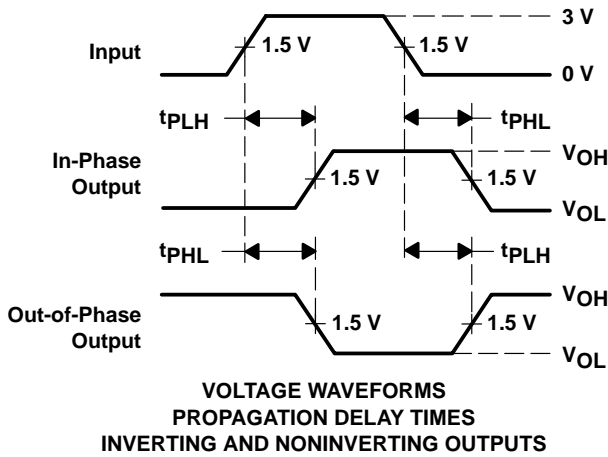 3 V
1.5 V
1.5 V
Input
0 V
tPLH
tPHL
In-Phase
Output
VOH
1.5 V
1.5 V
VOL
tPHL
tPLH
Out-of-Phase
Output
VOH
1.5 V
1.5 V
VOL
VOLTAGE WAVEFORMS
PROPAGATION DELAY TIMES
INVERTING AND NONINVERTING OUTPUTS